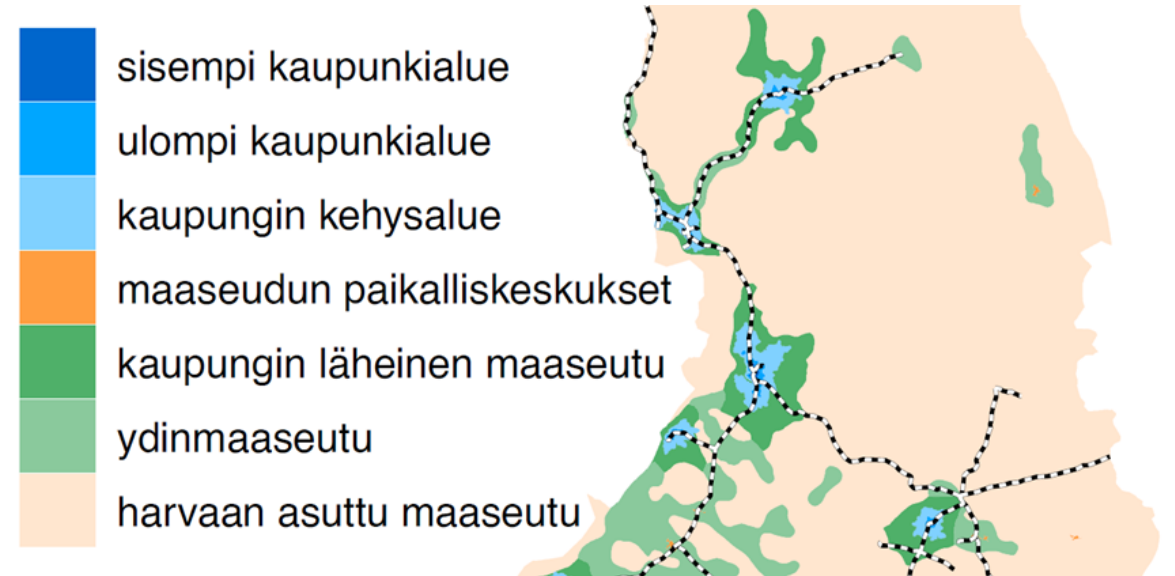 sisempi kaupunkialue
ulompi kaupunkialue
kaupungin kehysalue
maaseudun paikalliskeskukset
kaupungin läheinen maaseutu
ydinmaaseutu
harvaan asuttu maaseutu